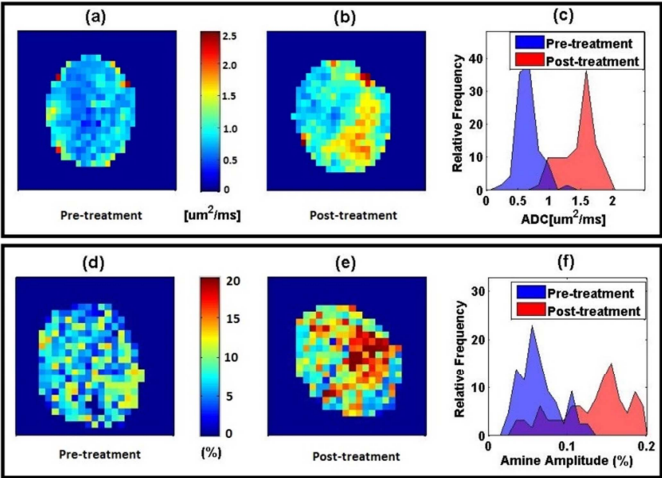 (a)
(b)
(c)
2.5
2.0
1.5
1.0
0.5
0
Pre-treatment
[um²/ms]
Post-treatment
Relative Frequency
40
30
20
10
0
Pre-treatment
Post-treatment
0 0.5 1 1.5 2
ADC[um²/ms]
(d)
(e)
(f)
20
15
10
5
0
Pre-treatment
(%)
Post-treatment
Relative Frequency
30
20
10
0
Pre-treatment
Post-treatment
0 0.1 0.2
Amine Amplitude (%)